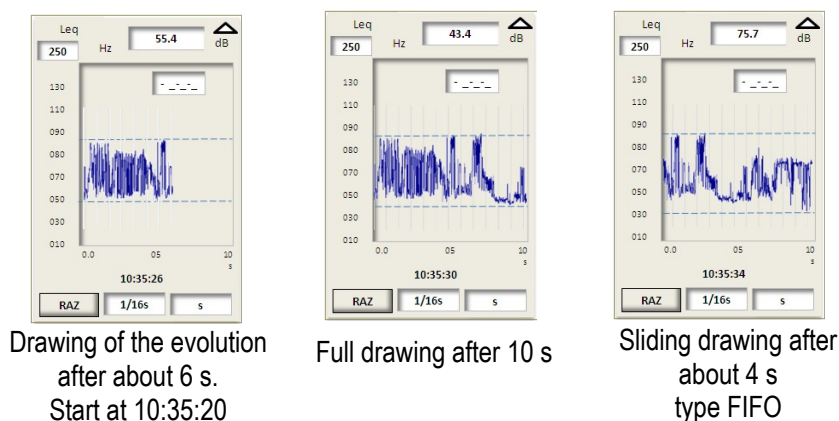 Leq
250 Hz 55.4 dB
- _-_-_
130
110
090
080
070
050
030
010
0.0 05 10
s
10:35:26
RAZ 1/16s s
Drawing of the evolution
after about 6 s.
Start at 10:35:20
Leq
250 Hz 43.4 dB
- _-_-_
130
110
090
080
070
050
030
010
0.0 05 10
s
10:35:30
RAZ 1/16s s
Full drawing after 10 s
Leq
250 Hz 75.7 dB
- _-_-_
130
110
090
080
070
050
030
010
0.0 05 10
s
10:35:34
RAZ 1/16s s
Sliding drawing after
about 4 s
type FIFO